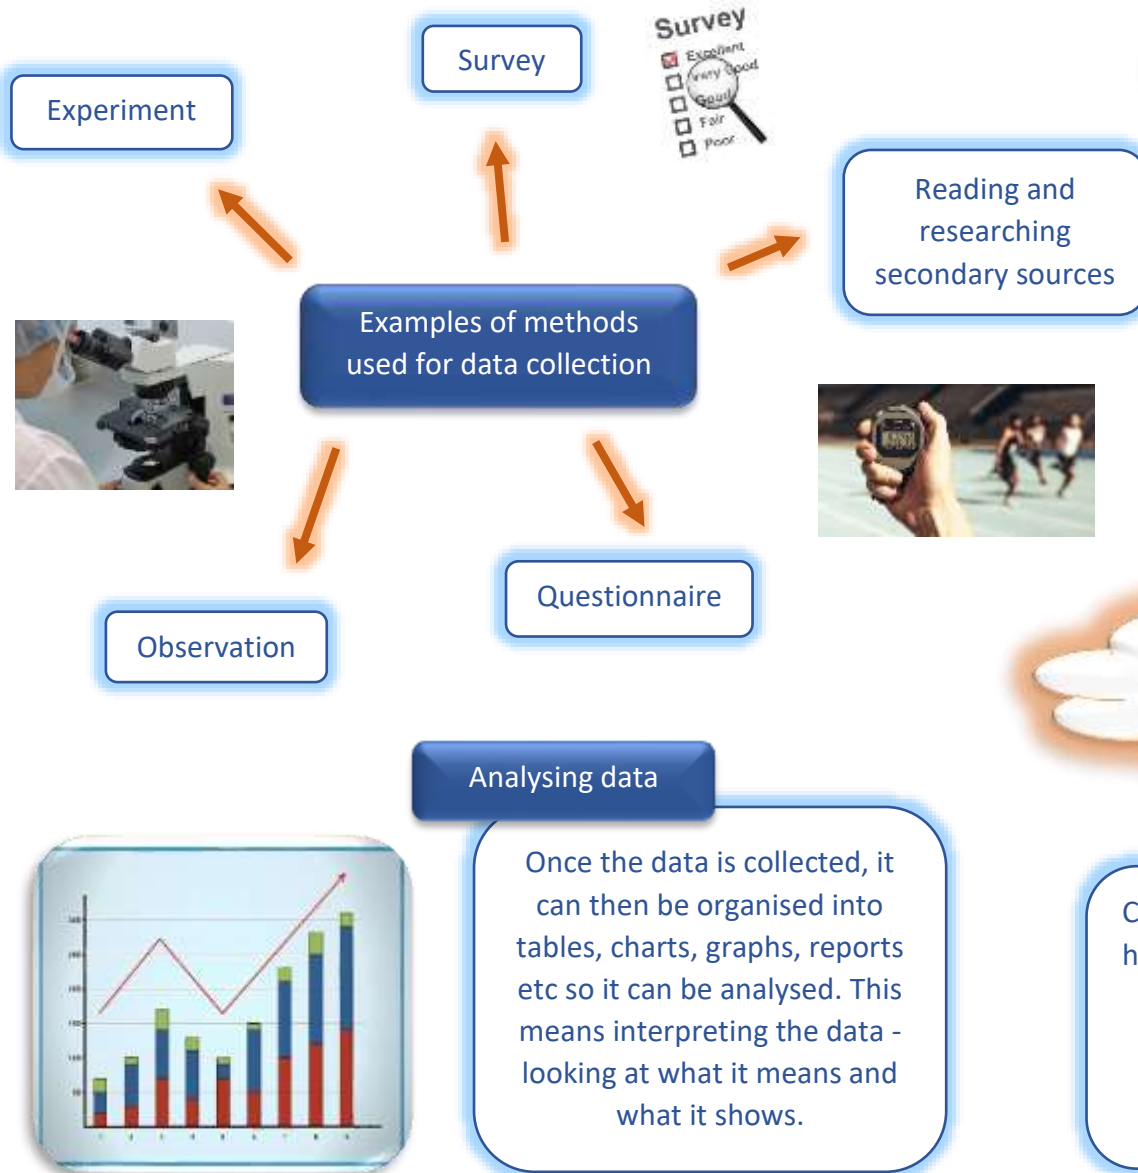 Survey
Excellent
Very Good
Good
Fair
Poor
Survey
Experiment
Reading and
researching
secondary sources
Examples of methods
used for data collection
Questionnaire
Observation
Analysing data
Once the data is collected, it
can then be organised into
tables, charts, graphs, reports
etc so it can be analysed. This
means interpreting the data -
looking at what it means and
what it shows.
C
h